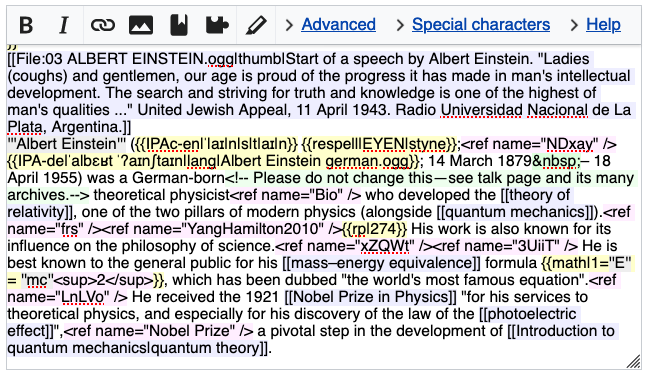 B I Advanced Special characters Help
}}
[[File:03 ALBERT EINSTEIN.ogg|thumb|Start of a speech by Albert Einstein. "Ladies
(coughs) and gentlemen, our age is proud of the progress it has made in man's intellectual
development. The search and striving for truth and knowledge is one of the highest of
man's qualities ..." United Jewish Appeal, 11 April 1943. Radio Universidad Nacional de La
Plata, Argentina.]]
'''Albert Einstein''' ({{IPAc-en|ˈ|aɪ|n|s|t|aɪ|n}} {{respell|EYEN|styne}};<ref name="NDxay" />
{{IPA-de|ˈalbɛʁt ˈʔaɪnʃtaɪn|lang|Albert Einstein german.ogg}}; 14 March 1879&nbsp;– 18
April 1955) was a German-born<!-- Please do not change this—see talk page and its many
archives.--> theoretical physicist<ref name="Bio" /> who developed the [[theory of
relativity]], one of the two pillars of modern physics (alongside [[quantum mechanics]]).<ref
name="frs" /><ref name="YangHamilton2010" />{{rp|274}} His work is also known for its
influence on the philosophy of science.<ref name="xZQWt" /><ref name="3UiiT" /> He is
best known to the general public for his [[mass–energy equivalence]] formula {{math|1=''E''
= ''mc''<sup>2</sup>}}, which has been dubbed "the world's most famous equation".<ref
name="LnLVo" /> He received the 1921 [[Nobel Prize in Physics]] "for his services to
theoretical physics, and especially for his discovery of the law of the [[photoelectric
effect]]",<ref name="Nobel Prize" /> a pivotal step in the development of [[Introduction to
quantum mechanics|quantum theory]].